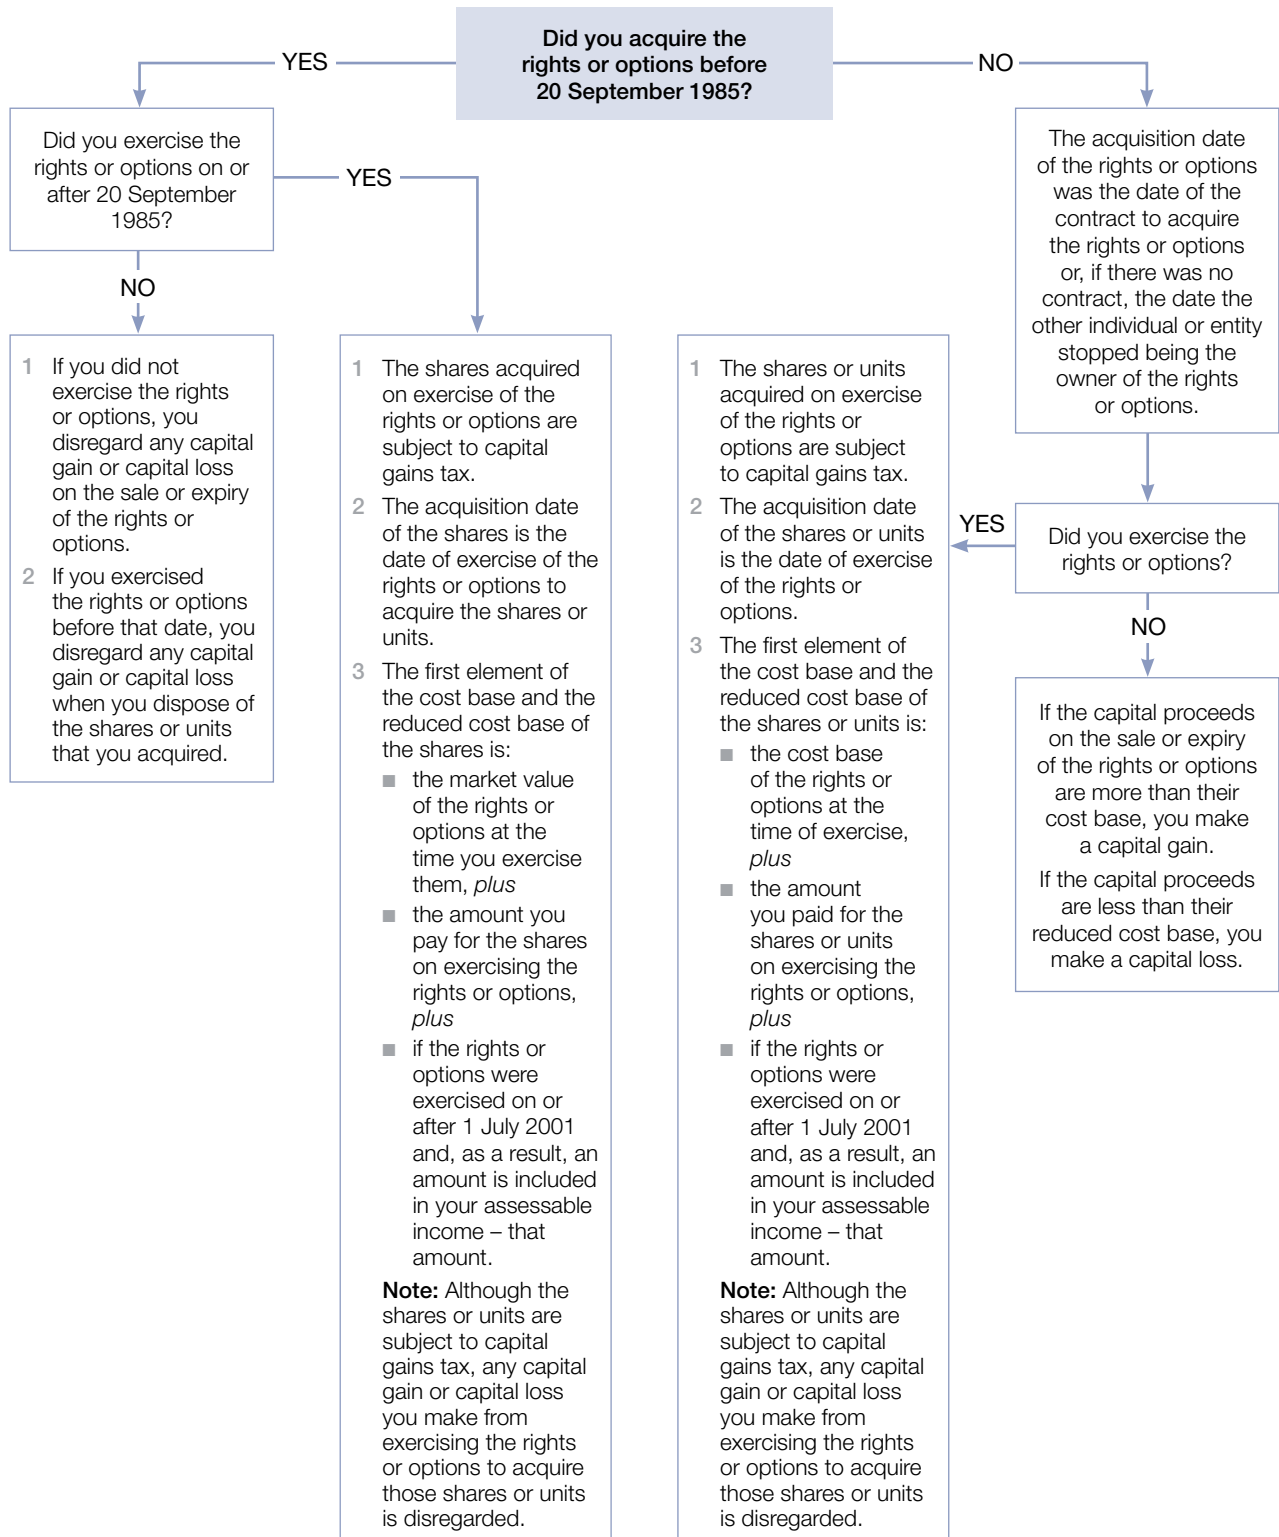 Did you acquire the
rights or options before
20 September 1985?
YES
NO
Did you exercise the
rights or options on or
after 20 September
1985?
YES
NO
1 If you did not
exercise the rights
or options, you
disregard any capital
gain or capital loss
on the sale or expiry
of the rights or
options.
2 If you exercised
the rights or options
before that date, you
disregard any capital
gain or capital loss
when you dispose of
the shares or units
that you acquired.
1 The shares acquired
on exercise of the
rights or options are
subject to capital
gains tax.
2 The acquisition date
of the shares is the
date of exercise of the
rights or options to
acquire the shares or
units.
3 The first element of
the cost base and the
reduced cost base of
the shares is:
■ the market value
of the rights or
options at the
time you exercise
them, plus
■ the amount you
pay for the shares
on exercising the
rights or options,
plus
■ if the rights or
options were
exercised on or
after 1 July 2001
and, as a result, an
amount is included
in your assessable
income – that
amount.
Note: Although the
shares or units are
subject to capital
gains tax, any capital
gain or capital loss
you make from
exercising the rights
or options to acquire
those shares or units
is disregarded.
The acquisition date
of the rights or options
was the date of the
contract to acquire
the rights or options
or, if there was no
contract, the date the
other individual or entity
stopped being the
owner of the rights
or options.
Did you exercise the
rights or options?
YES
NO
1 The shares or units
acquired on exercise
of the rights or
options are subject
to capital gains tax.
2 The acquisition date
of the shares or units
is the date of exercise
of the rights or
options.
3 The first element of
the cost base and the
reduced cost base of
the shares or units is:
■ the cost base
of the rights or
options at the
time of exercise,
plus
■ the amount
you paid for the
shares or units
on exercising the
rights or options,
plus
■ if the rights or
options were
exercised on or
after 1 July 2001
and, as a result, an
amount is included
in your assessable
income – that
amount.
Note: Although the
shares or units are
subject to capital
gains tax, any capital
gain or capital loss
you make from
exercising the rights
or options to acquire
those shares or units
is disregarded.
If the capital proceeds
on the sale or expiry
of the rights or options
are more than their
cost base, you make
a capital gain.
If the capital proceeds
are less than their
reduced cost base, you
make a capital loss.